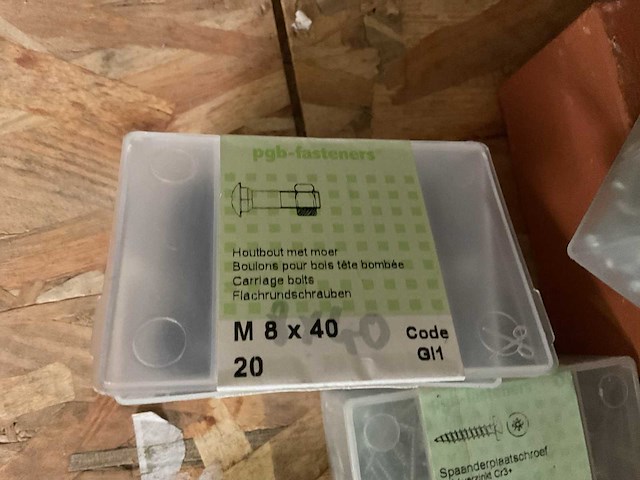 pgb-fasteners
Houtbout met moer
Boulons pour bois tête bombée
Carriage bolts
Flachrundschrauben
M 8 x 40
20
Code
GI1
Spaanderplaatschroef
Cr3+